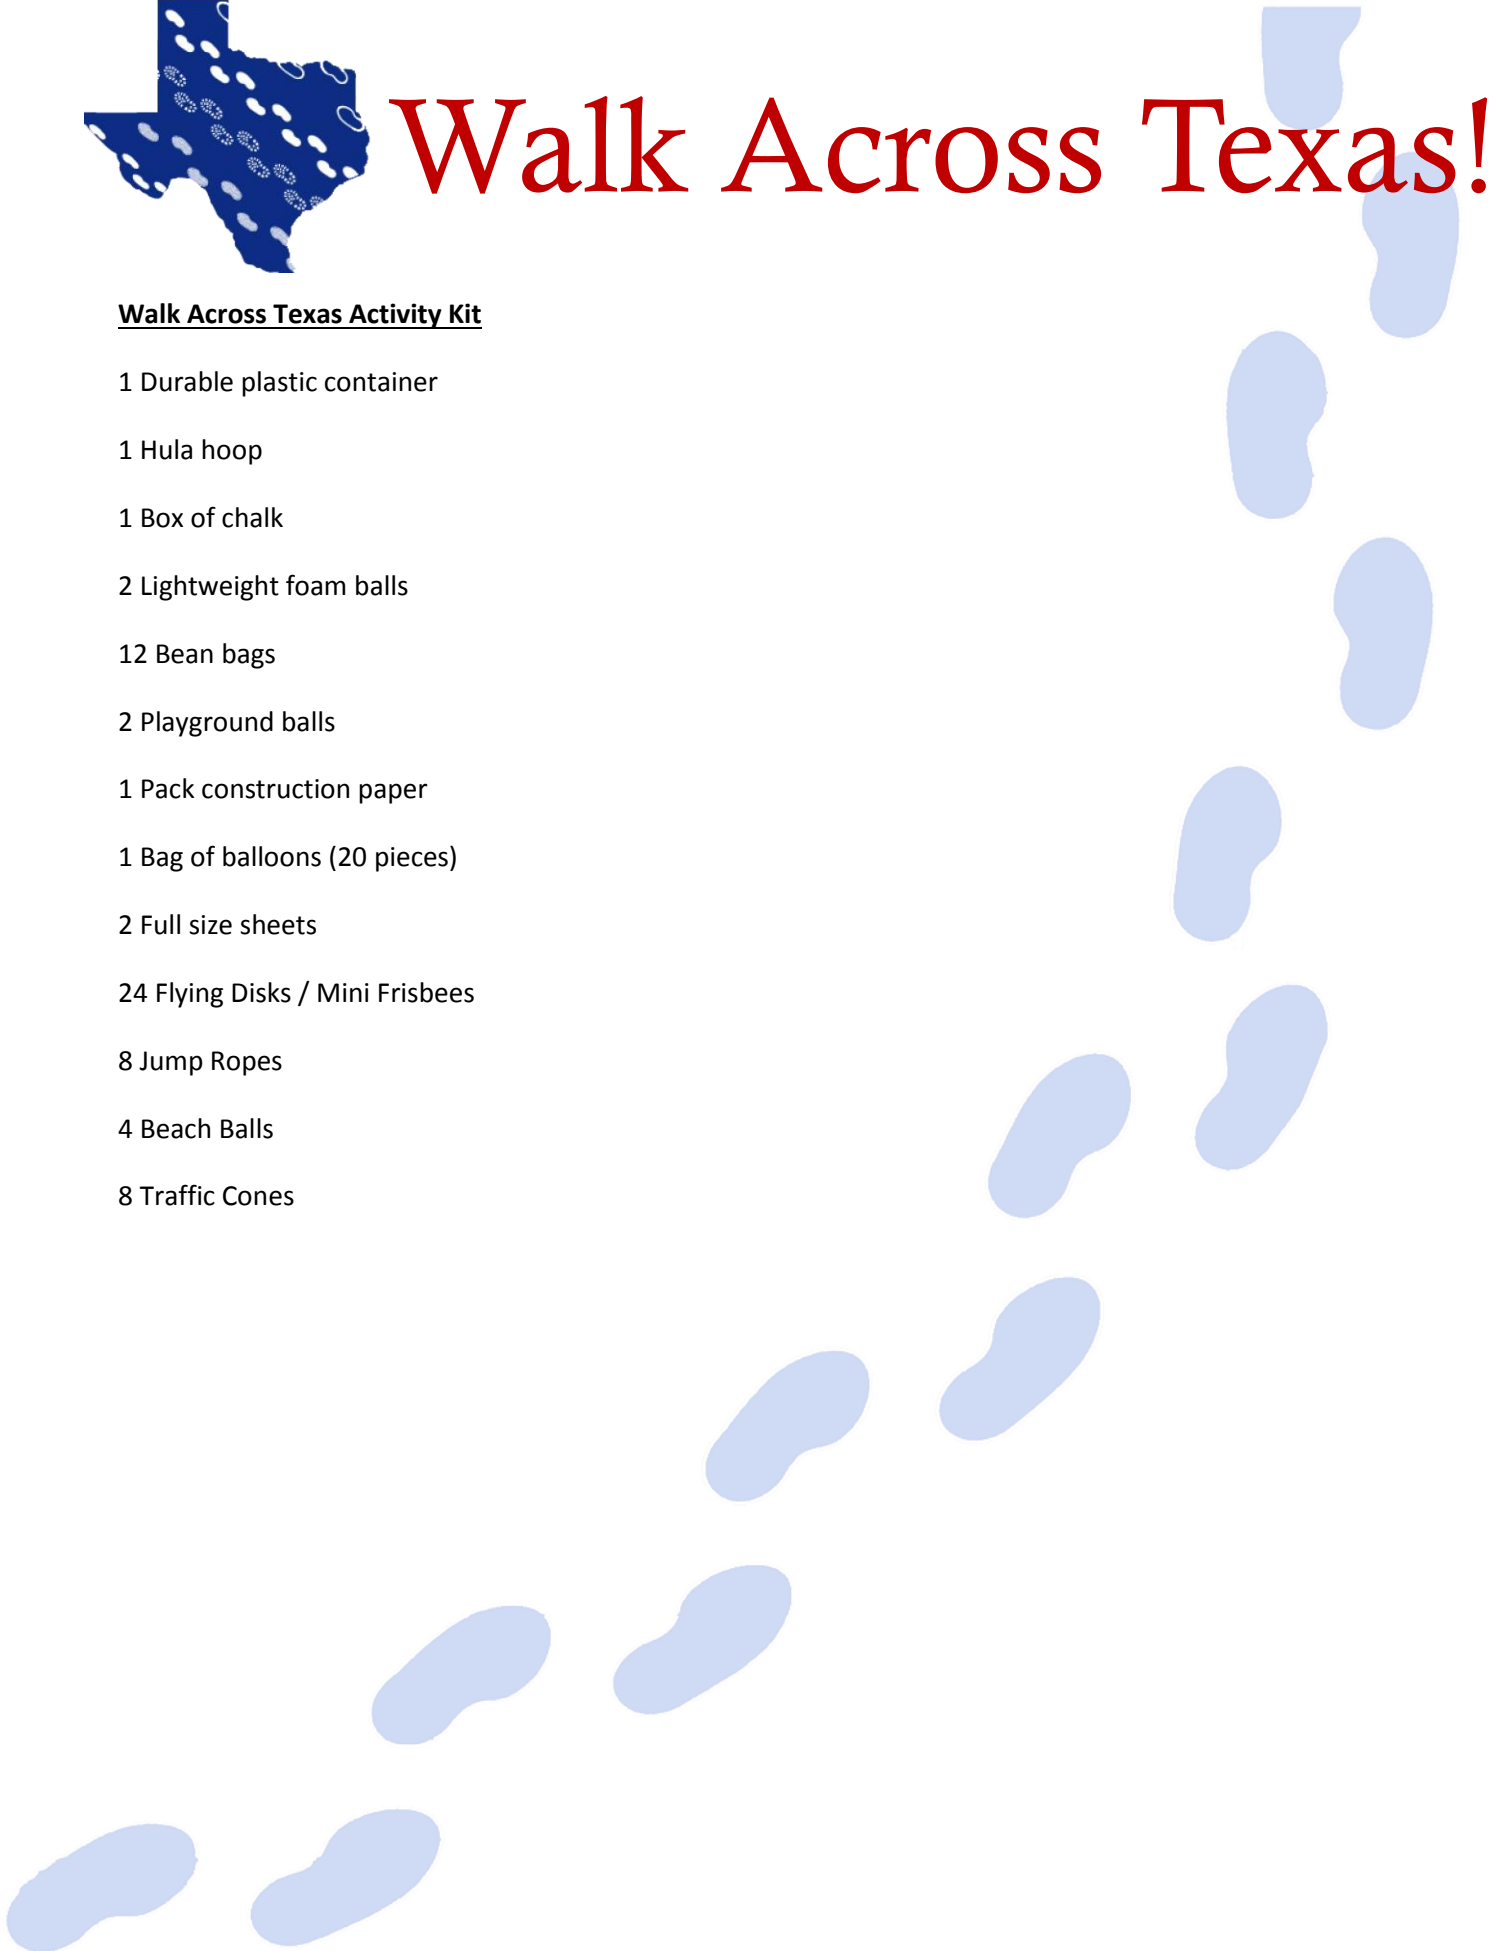 Walk Across Texas!
Walk Across Texas Activity Kit
1 Durable plastic container
1 Hula hoop
1 Box of chalk
2 Lightweight foam balls
12 Bean bags
2 Playground balls
1 Pack construction paper
1 Bag of balloons (20 pieces)
2 Full size sheets
24 Flying Disks / Mini Frisbees
8 Jump Ropes
4 Beach Balls
8 Traffic Cones